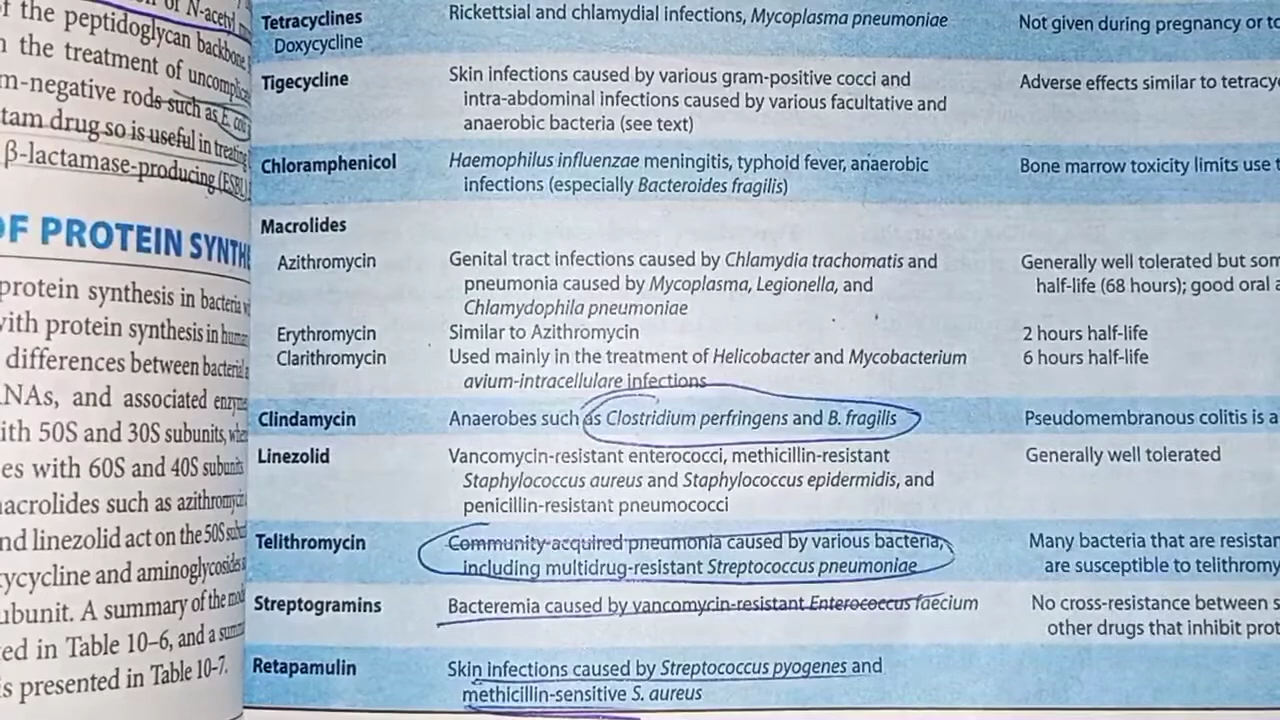 of N-acetyl
f the peptidoglycan backbone
n the treatment of uncomplic
m-negative rods such as E. coli
tam drug so is useful in treating
β-lactamase-producing (ESBL)
OF PROTEIN SYNTHE
protein synthesis in bacteria
with protein synthesis in human
differences between bacterial
NAs, and associated enzyme
ith 50S and 30S subunits,
es with 60S and 40S subunits
nacrolides such as azithromycin
nd linezolid act on the 50S
cycycline and aminoglycosides
ubunit. A summary of the
ed in Table 10–6, and a
s presented in Table 10-7.
Tetracyclines
Doxycycline
Rickettsial and chlamydial infections, Mycoplasma pneumoniae
Not given during pregnancy or to
Tigecycline
Skin infections caused by various gram-positive cocci and
intra-abdominal infections caused by various facultative and
anaerobic bacteria (see text)
Adverse effects similar to tetracy
Chloramphenicol
Haemophilus influenzae meningitis, typhoid fever, anaerobic
infections (especially Bacteroides fragilis)
Bone marrow toxicity limits use
Macrolides
Azithromycin
Genital tract infections caused by Chlamydia trachomatis and
pneumonia caused by Mycoplasma, Legionella, and
Chlamydophila pneumoniae
Generally well tolerated but som
half-life (68 hours); good oral a
Erythromycin
Similar to Azithromycin
2 hours half-life
Clarithromycin
Used mainly in the treatment of Helicobacter and Mycobacterium
avium-intracellulare infections
6 hours half-life
Clindamycin
Anaerobes such as Clostridium perfringens and B. fragilis
Pseudomembranous colitis is a
Linezolid
Vancomycin-resistant enterococci, methicillin-resistant
Staphylococcus aureus and Staphylococcus epidermidis, and
penicillin-resistant pneumococci
Generally well tolerated
Telithromycin
Community-acquired pneumonia caused by various bacteria,
including multidrug-resistant Streptococcus pneumoniae
Many bacteria that are resistan
are susceptible to telithromy
Streptogramins
Bacteremia caused by vancomycin-resistant Enterococcus faecium
No cross-resistance between s
other drugs that inhibit prot
Retapamulin
Skin infections caused by Streptococcus pyogenes and
methicillin-sensitive S. aureus